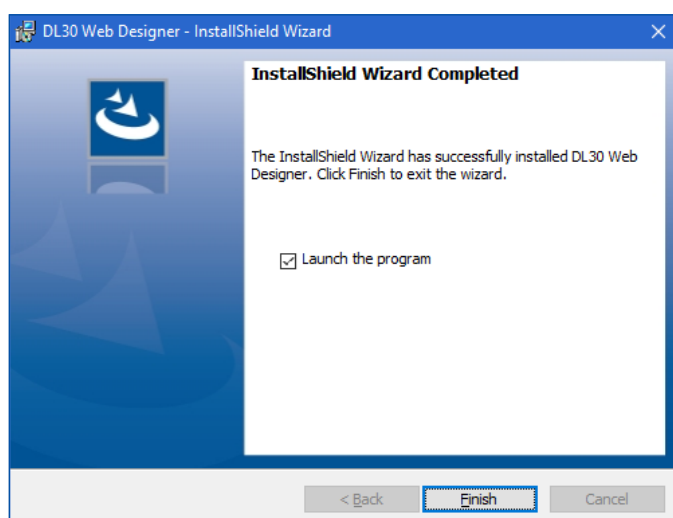 DL30 Web Designer - InstallShield Wizard
InstallShield Wizard Completed
The InstallShield Wizard has successfully installed DL30 Web
Designer. Click Finish to exit the wizard.
Launch the program
< Back Finish Cancel